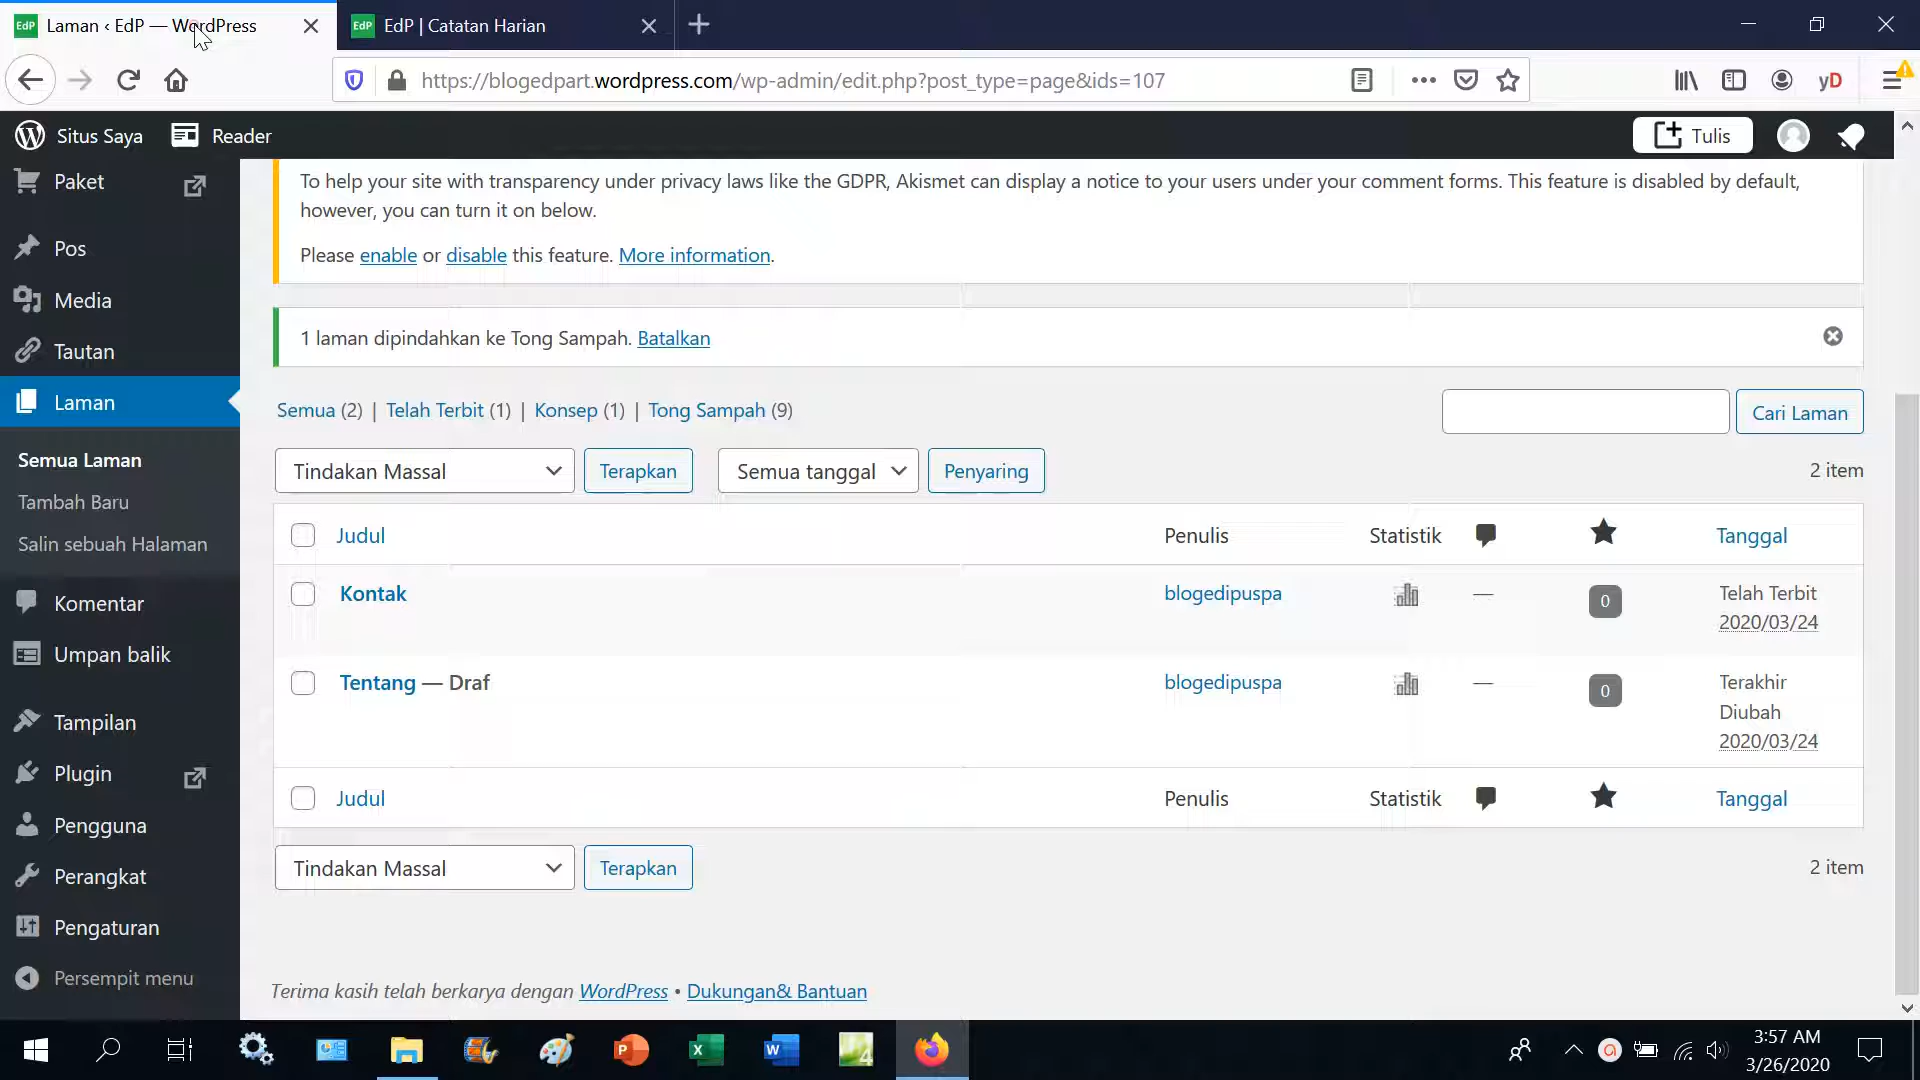 EdP Laman ‹ EdP — WordPress
EdP EdP | Catatan Harian
https://blogedpart.wordpress.com/wp-admin/edit.php?post_type=page&ids=107
yD
Situs Saya
Reader
Tulis
Paket
Pos
Media
Tautan
Laman
Semua Laman
Tambah Baru
Salin sebuah Halaman
Komentar
Umpan balik
Tampilan
Plugin
Pengguna
Perangkat
Pengaturan
Persempit menu
To help your site with transparency under privacy laws like the GDPR, Akismet can display a notice to your users under your comment forms. This feature is disabled by default,
however, you can turn it on below.
Please enable or disable this feature. More information.
1 laman dipindahkan ke Tong Sampah. Batalkan
Semua (2) | Telah Terbit (1) | Konsep (1) | Tong Sampah (9)
Cari Laman
Tindakan Massal Terapkan Semua tanggal Penyaring 2 item
Judul Penulis Statistik Tanggal
Kontak blogedipuspa — 0 Telah Terbit
2020/03/24
Tentang — Draf blogedipuspa — 0 Terakhir
Diubah
2020/03/24
Judul Penulis Statistik Tanggal
Tindakan Massal Terapkan 2 item
Terima kasih telah berkarya dengan WordPress • Dukungan& Bantuan
3:57 AM
3/26/2020